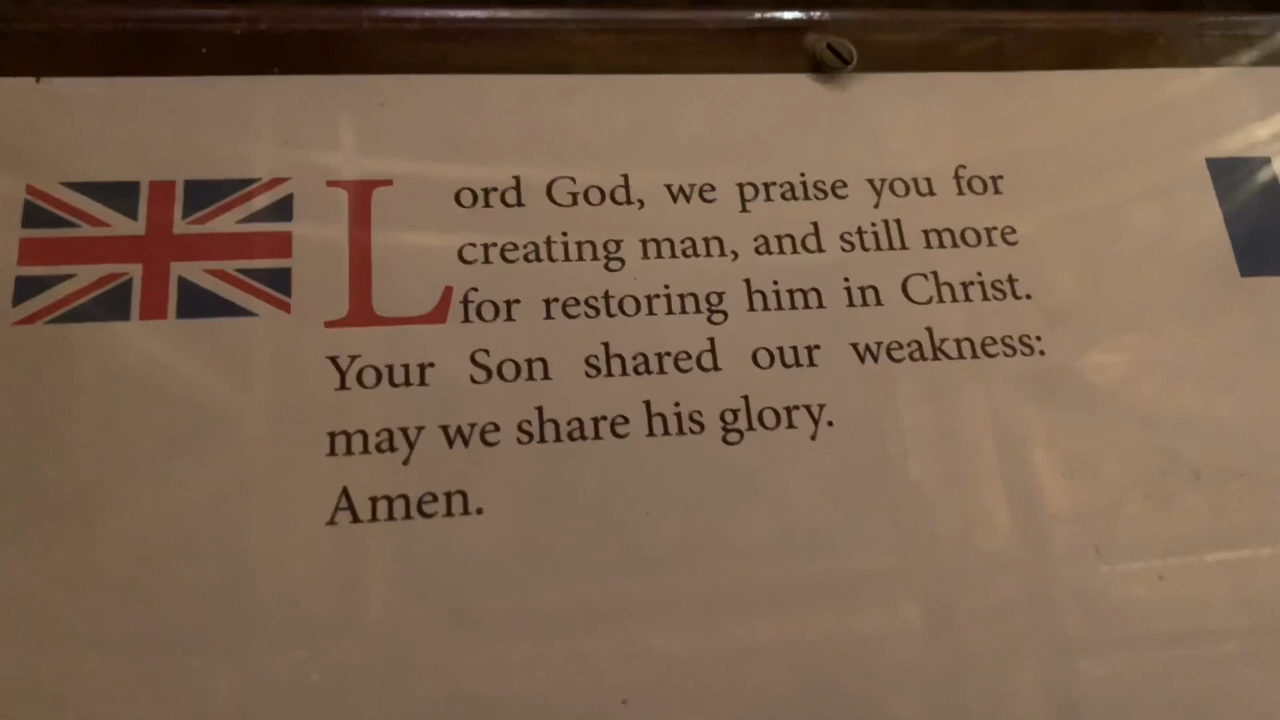 Lord God, we praise you for
creating man, and still more
for restoring him in Christ.
Your Son shared our weakness:
may we share his glory.
Amen.